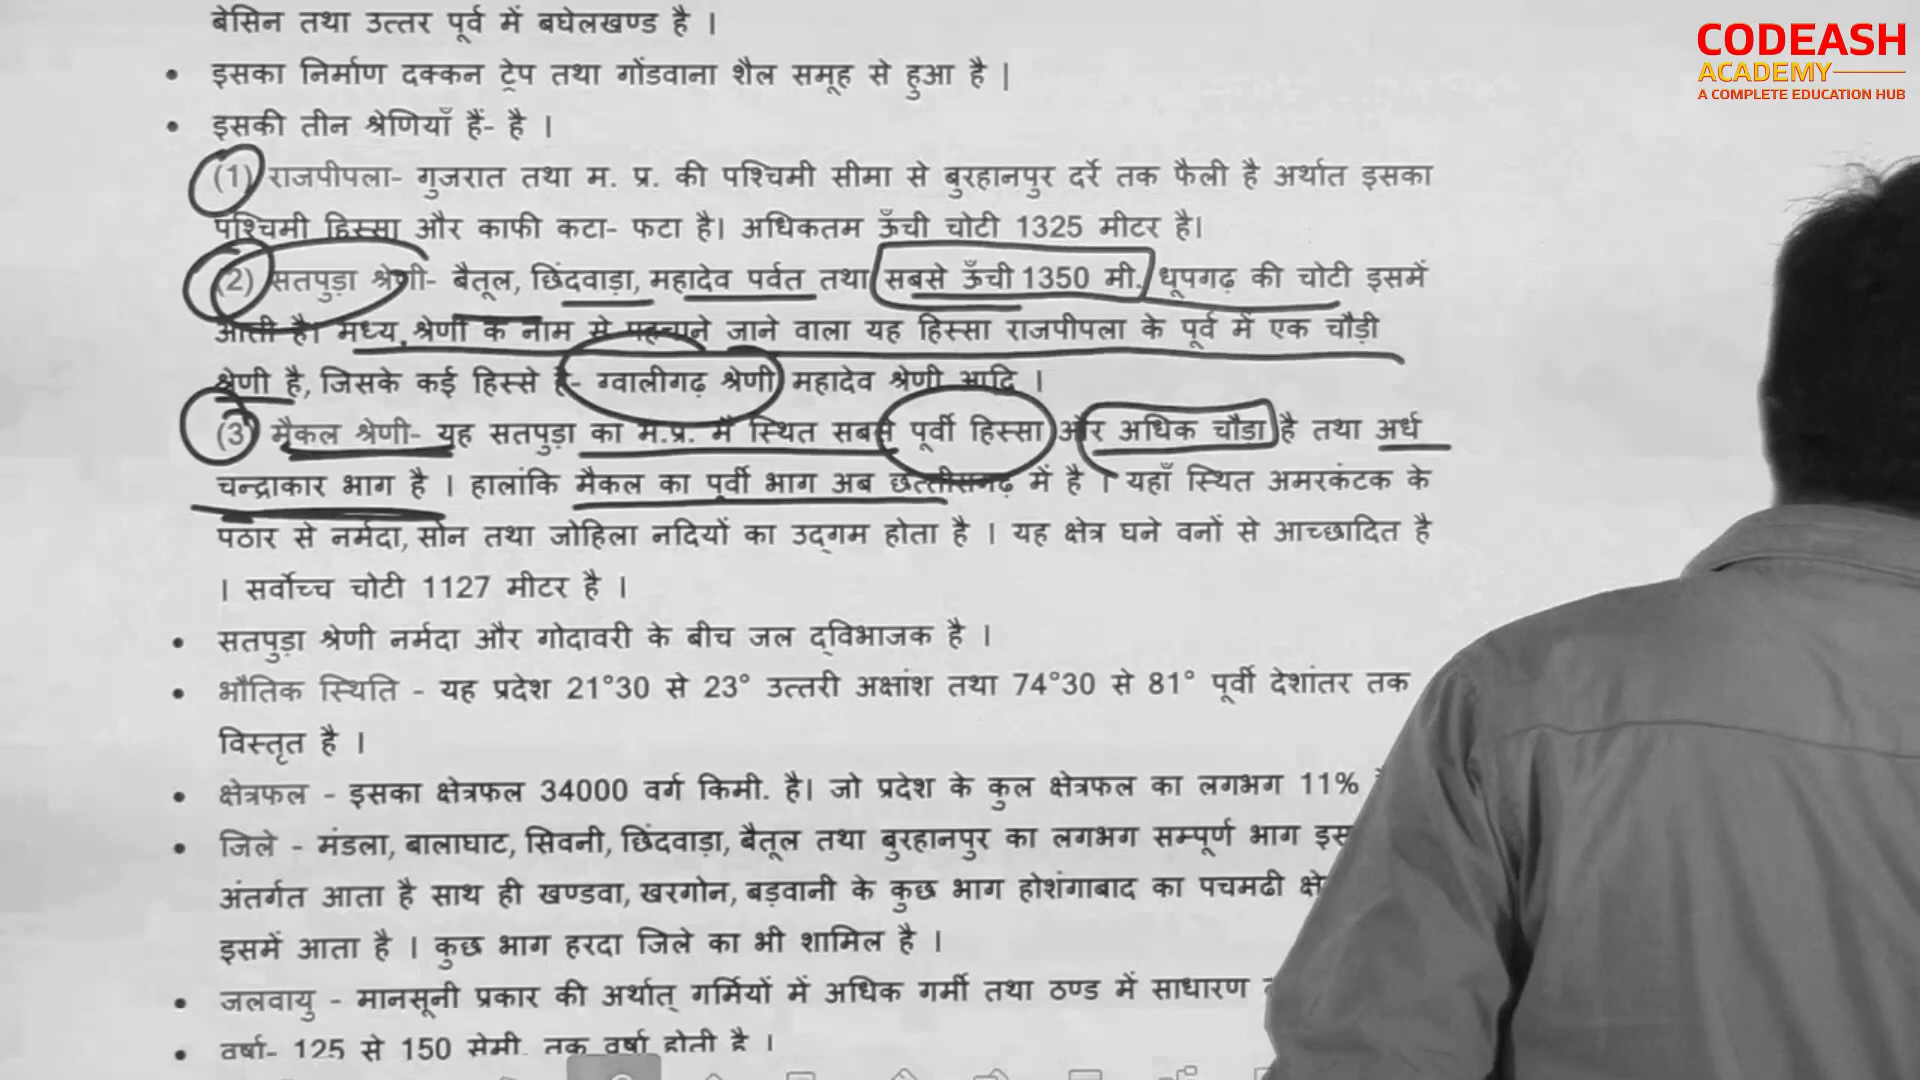 बेसिन तथा उत्तर पूर्व में बघेलखण्ड है ।
CODEASH
ACADEMY
A COMPLETE EDUCATION HUB
• इसका निर्माण दक्कन ट्रेप तथा गोंडवाना शैल समूह से हुआ है |
• इसकी तीन श्रेणियाँ हैं- है ।
(1) राजपीपला- गुजरात तथा म. प्र. की पश्चिमी सीमा से बुरहानपुर दर्रे तक फैली है अर्थात इसका
पश्चिमी हिस्सा और काफी कटा- फटा है। अधिकतम ऊँची चोटी 1325 मीटर है।
(2) सतपुड़ा श्रेणी- बैतूल, छिंदवाड़ा, महादेव पर्वत तथा सबसे ऊँची 1350 मी. धूपगढ़ की चोटी इसमें
आती है। मध्य श्रेणी के नाम से पहचाने जाने वाला यह हिस्सा राजपीपला के पूर्व में एक चौड़ी
श्रेणी है, जिसके कई हिस्से है- ग्वालीगढ़ श्रेणी महादेव श्रेणी आदि ।
(3) मैकल श्रेणी- यह सतपुड़ा का म.प्र. में स्थित सबसे पूर्वी हिस्सा और अधिक चौड़ा है तथा अर्ध
चन्द्राकार भाग है । हालांकि मैकल का पूर्वी भाग अब छत्तीसगढ़ में है । यहाँ स्थित अमरकंटक के
पठार से नर्मदा, सोन तथा जोहिला नदियों का उद्गम होता है । यह क्षेत्र घने वनों से आच्छादित है
। सर्वोच्च चोटी 1127 मीटर है ।
• सतपुड़ा श्रेणी नर्मदा और गोदावरी के बीच जल द्विभाजक है ।
• भौतिक स्थिति - यह प्रदेश 21°30 से 23° उत्तरी अक्षांश तथा 74°30 से 81° पूर्वी देशांतर तक
विस्तृत है ।
• क्षेत्रफल - इसका क्षेत्रफल 34000 वर्ग किमी. है। जो प्रदेश के कुल क्षेत्रफल का लगभग 11%
• जिले - मंडला, बालाघाट, सिवनी, छिंदवाड़ा, बैतूल तथा बुरहानपुर का लगभग सम्पूर्ण भाग इस
अंतर्गत आता है साथ ही खण्डवा, खरगोन, बड़वानी के कुछ भाग होशंगाबाद का पचमढी क्षे
इसमें आता है । कुछ भाग हरदा जिले का भी शामिल है ।
• जलवायु - मानसूनी प्रकार की अर्थात् गर्मियों में अधिक गर्मी तथा ठण्ड में साधारण
• वर्षा- 125 से 150 सेमी. तक वर्षा होती है ।